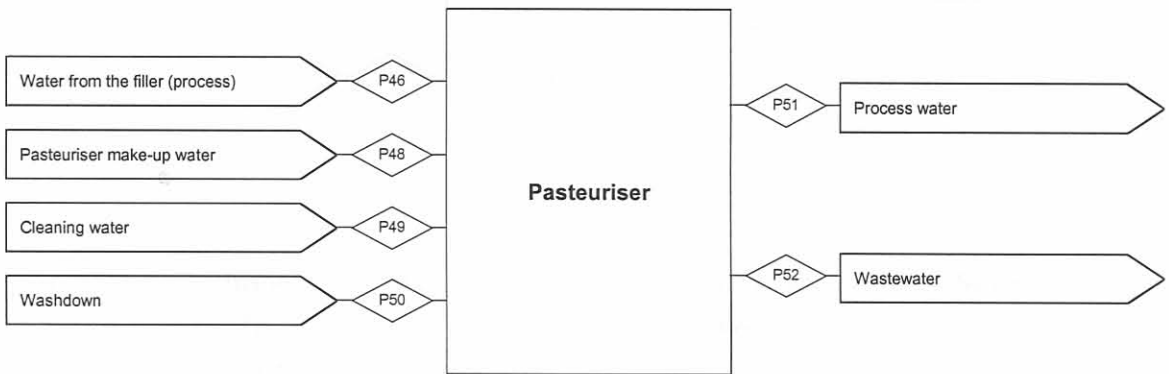 Water from the filler (process)
P46
Pasteuriser make-up water
P48
Cleaning water
P49
Washdown
P50
Pasteuriser
P51
Process water
P52
Wastewater